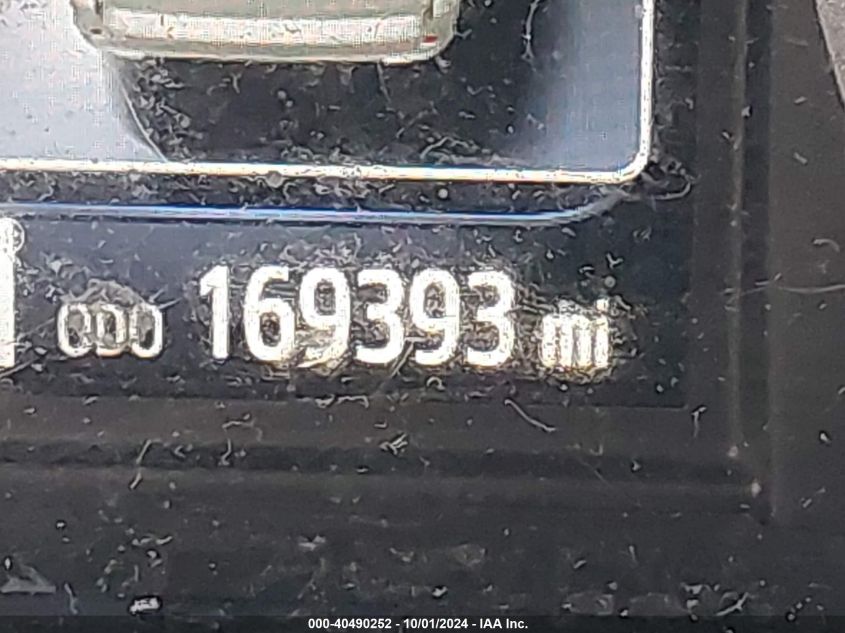 ODO 169393 mi
000-40490252 - 10/01/2024 - IAA Inc.